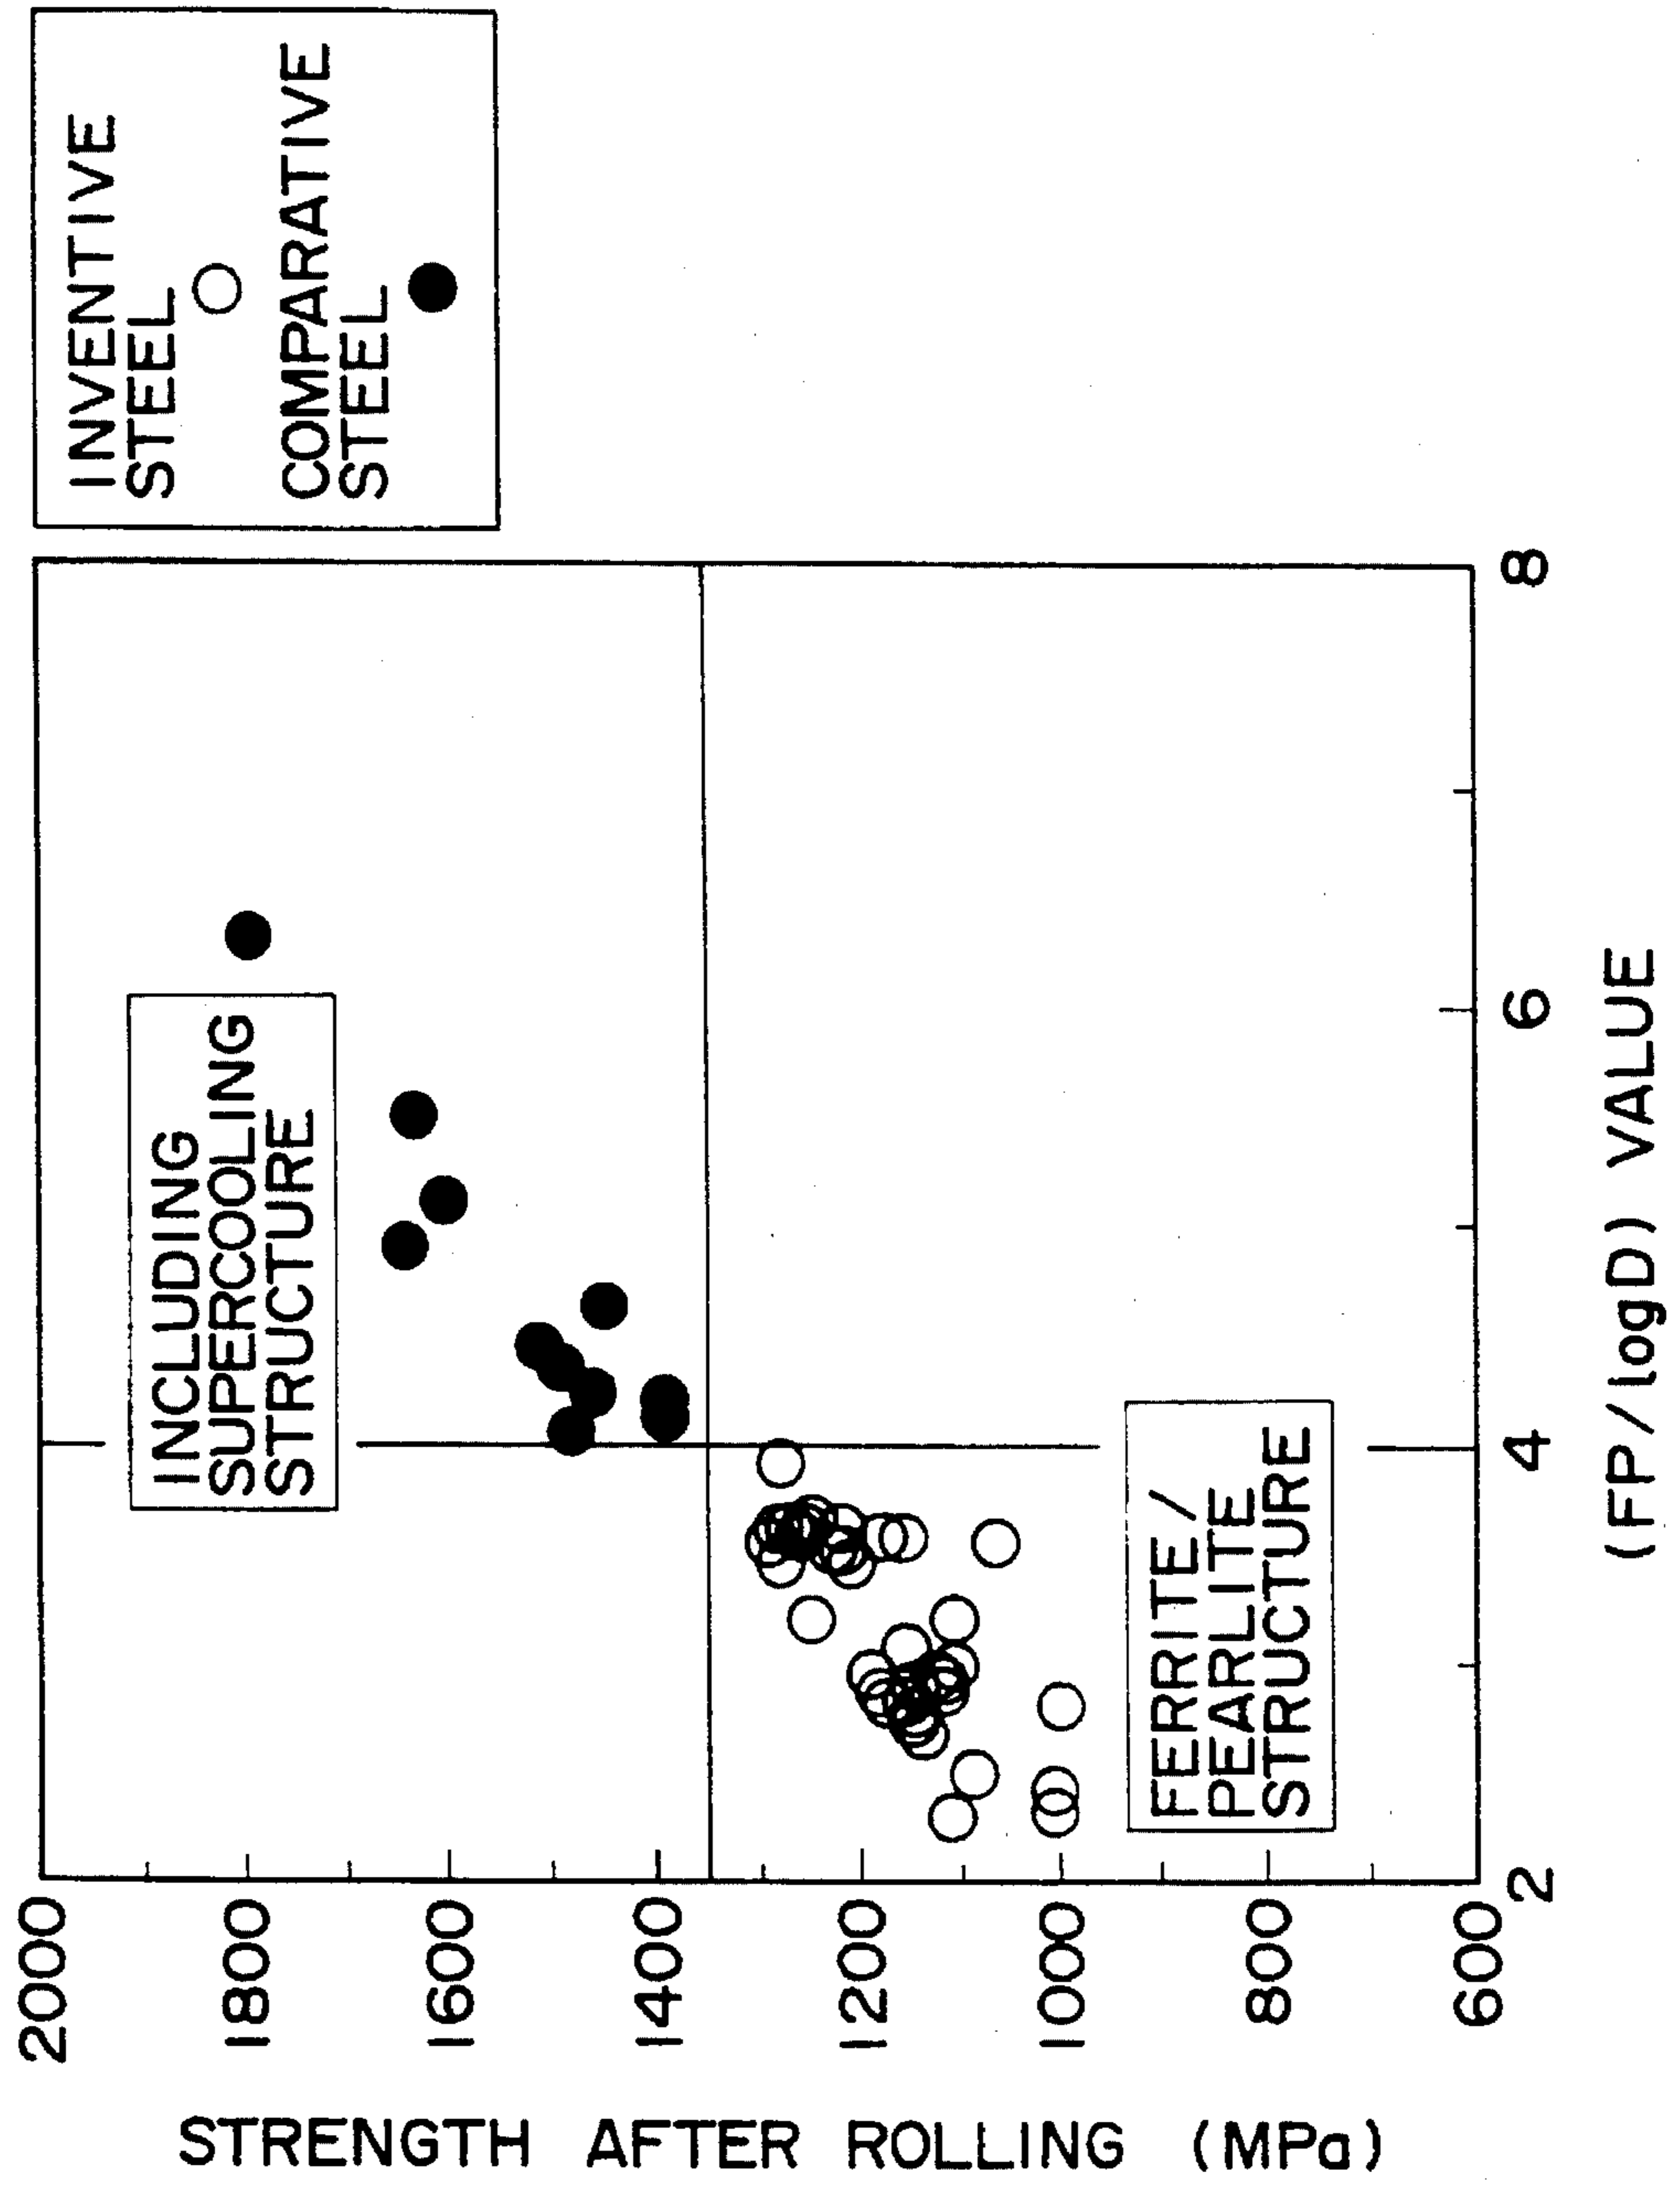 INVENTIVE
STEEL
COMPARATIVE
STEEL
INCLUDING
SUPERCOOLING
STRUCTURE
FERRITE/
PEARLITE
STRUCTURE
2000
1800
1600
1400
1200
1000
800
600
2
4
6
8
STRENGTH AFTER ROLLING (MPa)
(FP/logD) VALUE